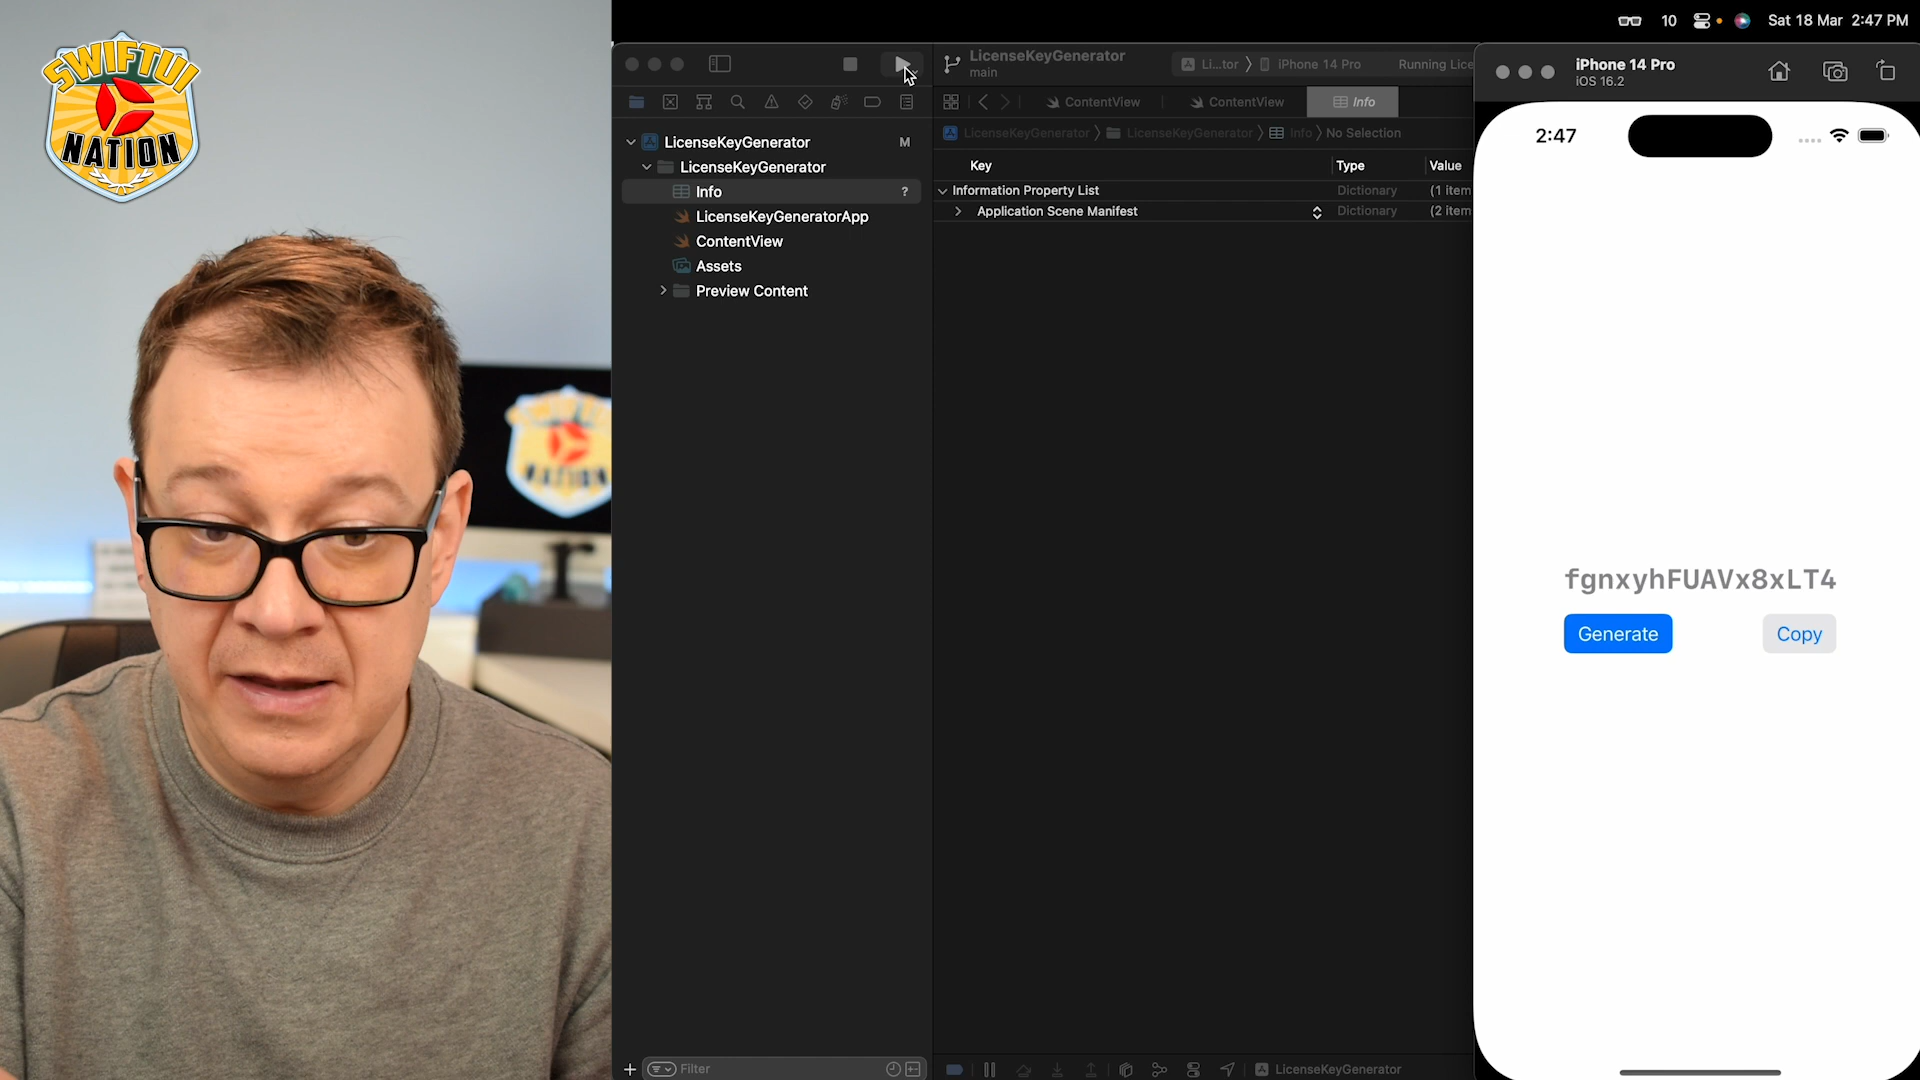 SWIFTUI
NATION
10
Sat 18 Mar 2:47 PM
LicenseKeyGenerator
main
Li...tor
iPhone 14 Pro
Running Lice
iPhone 14 Pro
iOS 16.2
ContentView
ContentView
Info
LicenseKeyGenerator
LicenseKeyGenerator
Info
No Selection
LicenseKeyGenerator M
LicenseKeyGenerator
Info ?
LicenseKeyGeneratorApp
ContentView
Assets
Preview Content
Key Type Value
Information Property List Dictionary (1 item
Application Scene Manifest Dictionary (2 item
2:47
fgnxyhFUAVx8xLT4
Generate
Copy
SWIFTU
NATION
Filter
LicenseKeyGenerator